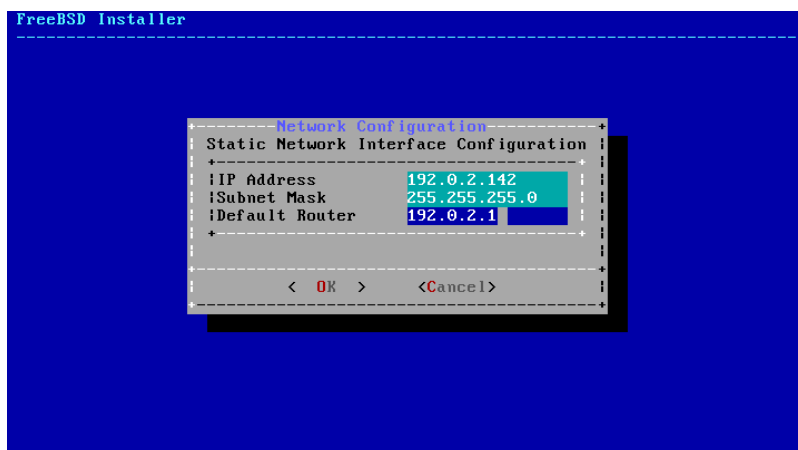 FreeBSD Installer
Network Configuration
Static Network Interface Configuration
IP Address 192.0.2.142
Subnet Mask 255.255.255.0
Default Router 192.0.2.1
< OK > <Cancel>